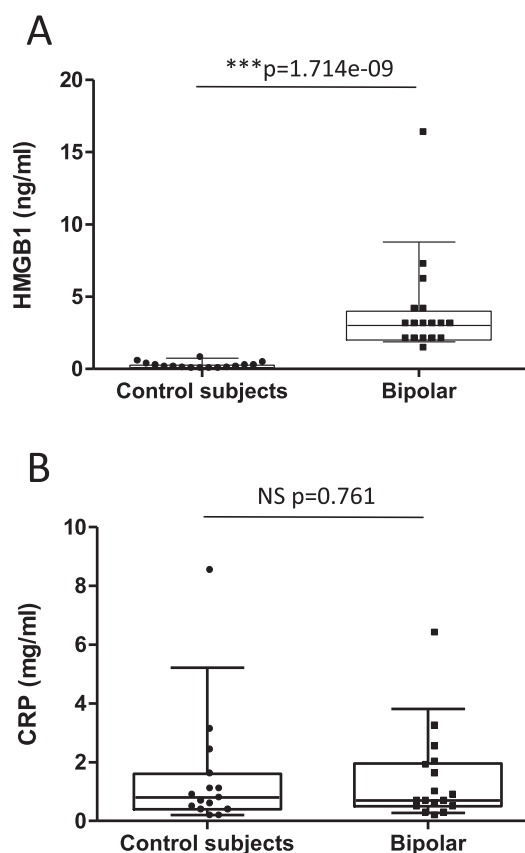 A
***p=1.714e-09
20
15
10
5
0
HMGB1 (ng/ml)
Control subjects
Bipolar
B
NS p=0.761
10
8
6
4
2
0
CRP (mg/ml)
Control subjects
Bipolar